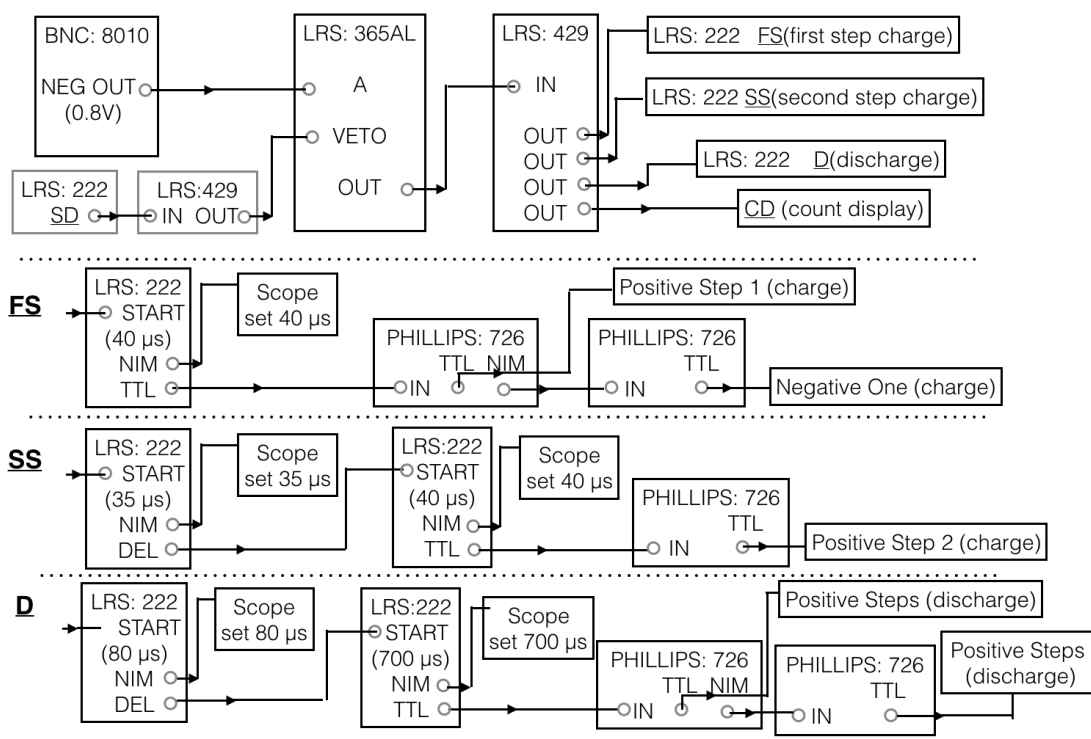 BNC: 8010
NEG OUT
(0.8V)
LRS: 365AL
A
VETO
OUT
LRS: 429
IN
OUT
OUT
OUT
OUT
LRS: 222 FS(first step charge)
LRS: 222 SS(second step charge)
LRS: 222 D(discharge)
CD (count display)
LRS: 222
SD
LRS:429
IN OUT
FS
LRS: 222
START
(40 µs)
NIM
TTL
Scope
set 40 µs
PHILLIPS: 726
TTL NIM
IN
Positive Step 1 (charge)
PHILLIPS: 726
TTL
IN
Negative One (charge)
SS
LRS: 222
START
(35 µs)
NIM
DEL
Scope
set 35 µs
LRS:222
START
(40 µs)
NIM
TTL
Scope
set 40 µs
PHILLIPS: 726
TTL
IN
Positive Step 2 (charge)
D
LRS: 222
START
(80 µs)
NIM
DEL
Scope
set 80 µs
LRS:222
START
(700 µs)
NIM
TTL
Scope
set 700 µs
PHILLIPS: 726
TTL NIM
IN
Positive Steps (discharge)
PHILLIPS: 726
TTL
IN
Positive Steps
(discharge)